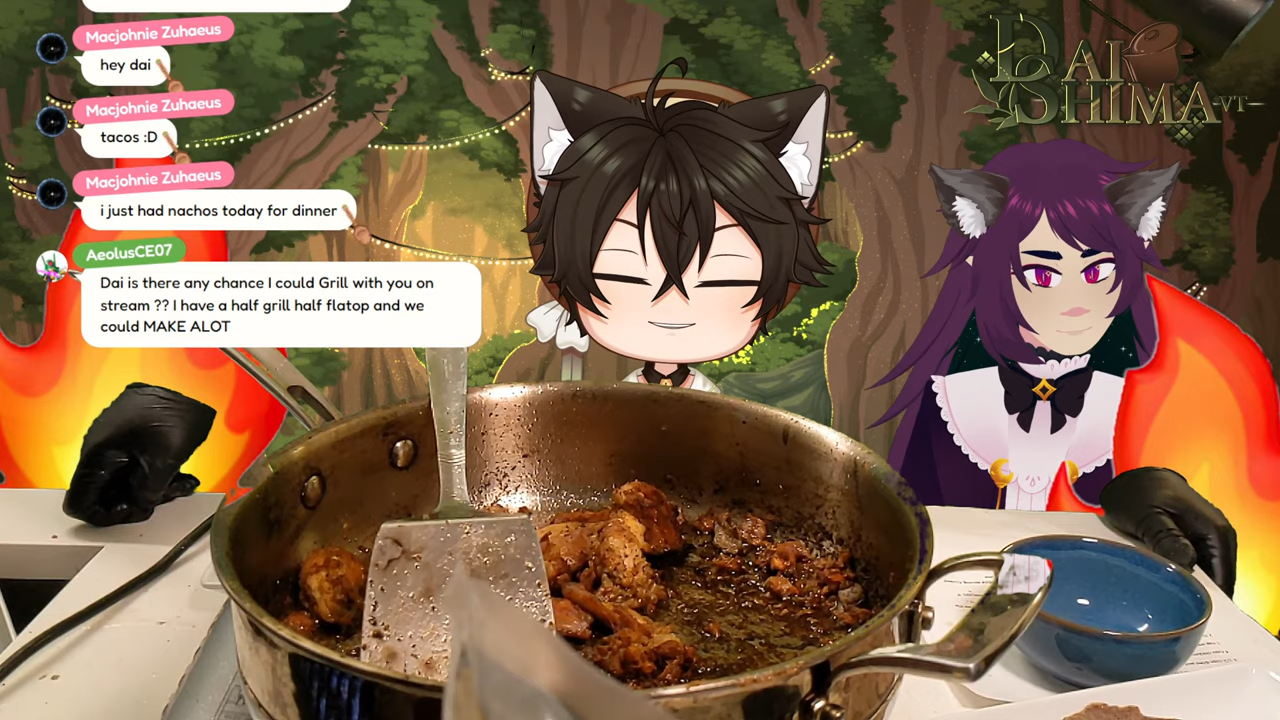 Macjohnie Zuhaeus
hey dai
Macjohnie Zuhaeus
tacos :D
Macjohnie Zuhaeus
i just had nachos today for dinner
AeolusCE07
Dai is there any chance I could Grill with you on
stream ?? I have a half grill half flatop and we
could MAKE ALOT
DAI
SHIMA
-VT-